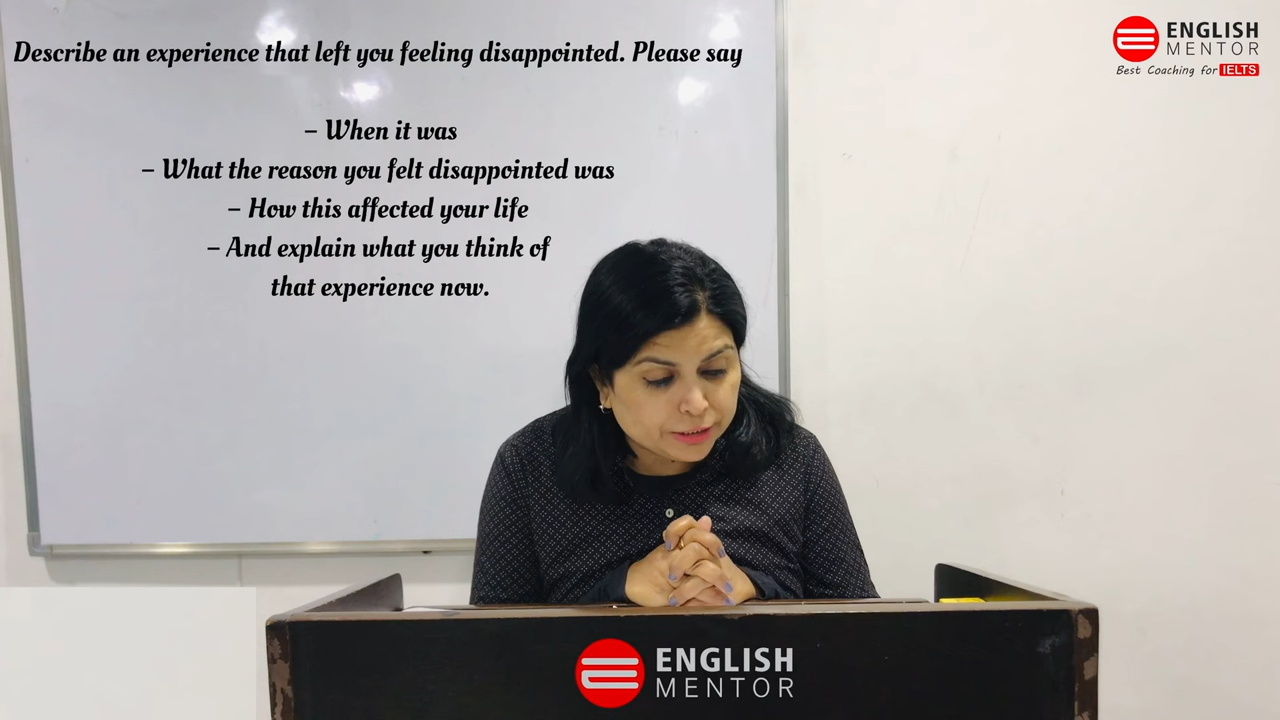 Describe an experience that left you feeling disappointed. Please say
– When it was
– What the reason you felt disappointed was
– How this affected your life
– And explain what you think of
that experience now.
ENGLISH
MENTOR
Best Coaching for IELTS
ENGLISH
MENTOR